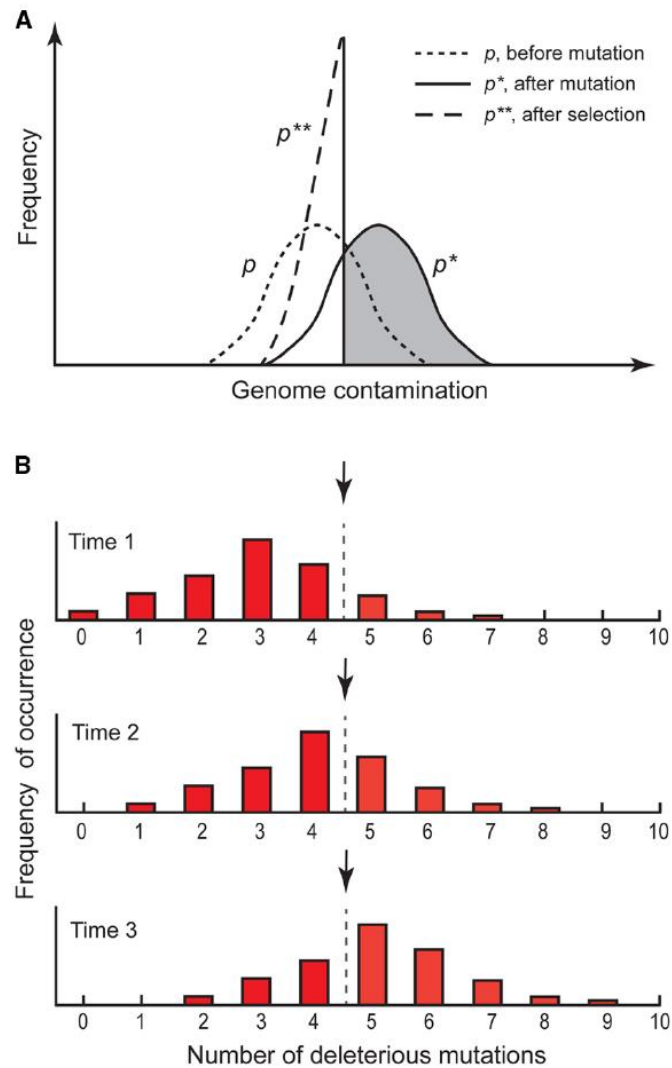 A
p, before mutation
p*, after mutation
p**, after selection
p**
p
p*
Frequency
Genome contamination
B
Time 1
0 1 2 3 4 5 6 7 8 9 10
Time 2
0 1 2 3 4 5 6 7 8 9 10
Time 3
0 1 2 3 4 5 6 7 8 9 10
Frequency of occurrence
Number of deleterious mutations